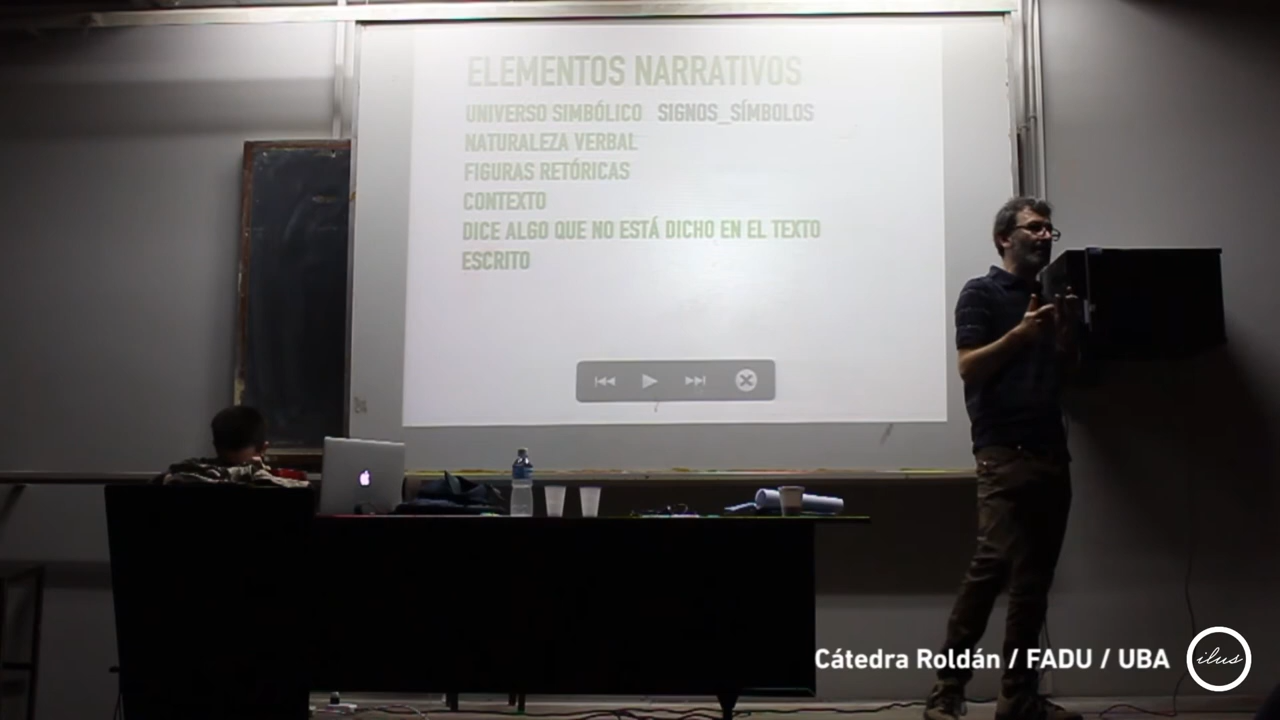 ELEMENTOS NARRATIVOS
UNIVERSO SIMBÓLICO SIGNOS_SÍMBOLOS
NATURALEZA VERBAL
FIGURAS RETÓRICAS
CONTEXTO
DICE ALGO QUE NO ESTÁ DICHO EN EL TEXTO
ESCRITO
Cátedra Roldán / FADU / UBA
ilus